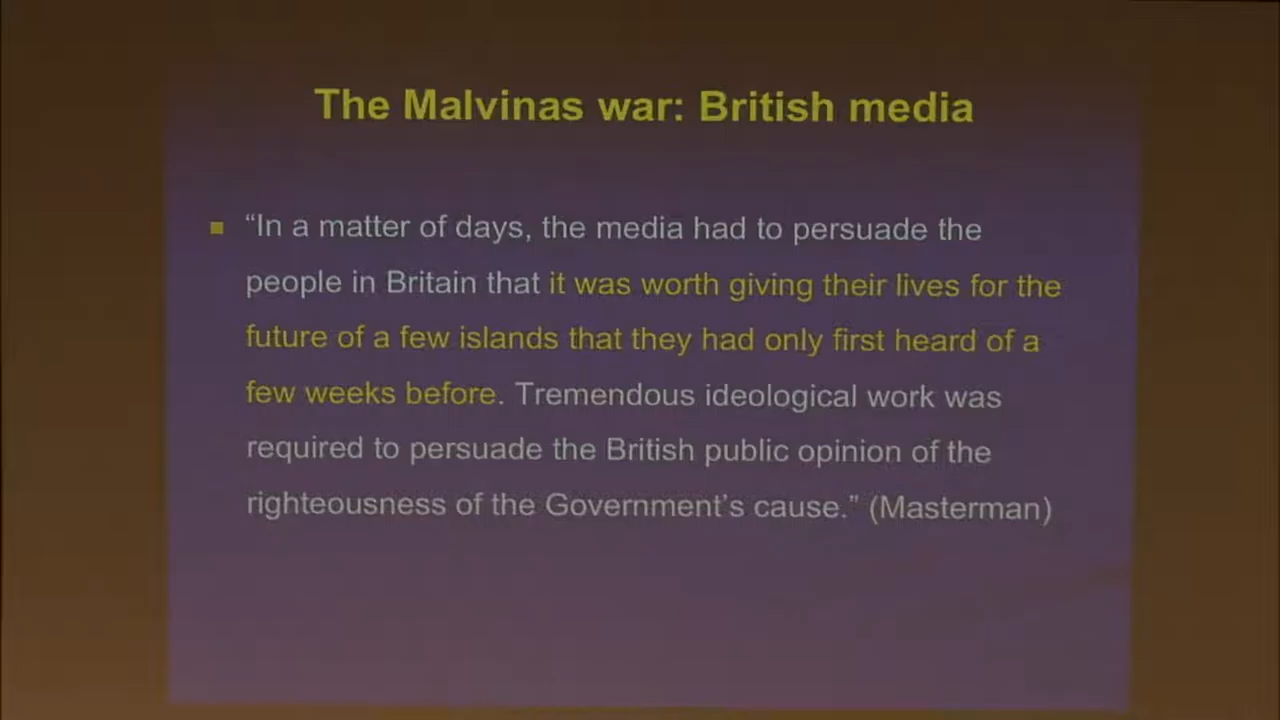 The Malvinas war: British media
“In a matter of days, the media had to persuade the
people in Britain that it was worth giving their lives for the
future of a few islands that they had only first heard of a
few weeks before. Tremendous ideological work was
required to persuade the British public opinion of the
righteousness of the Government’s cause.” (Masterman)